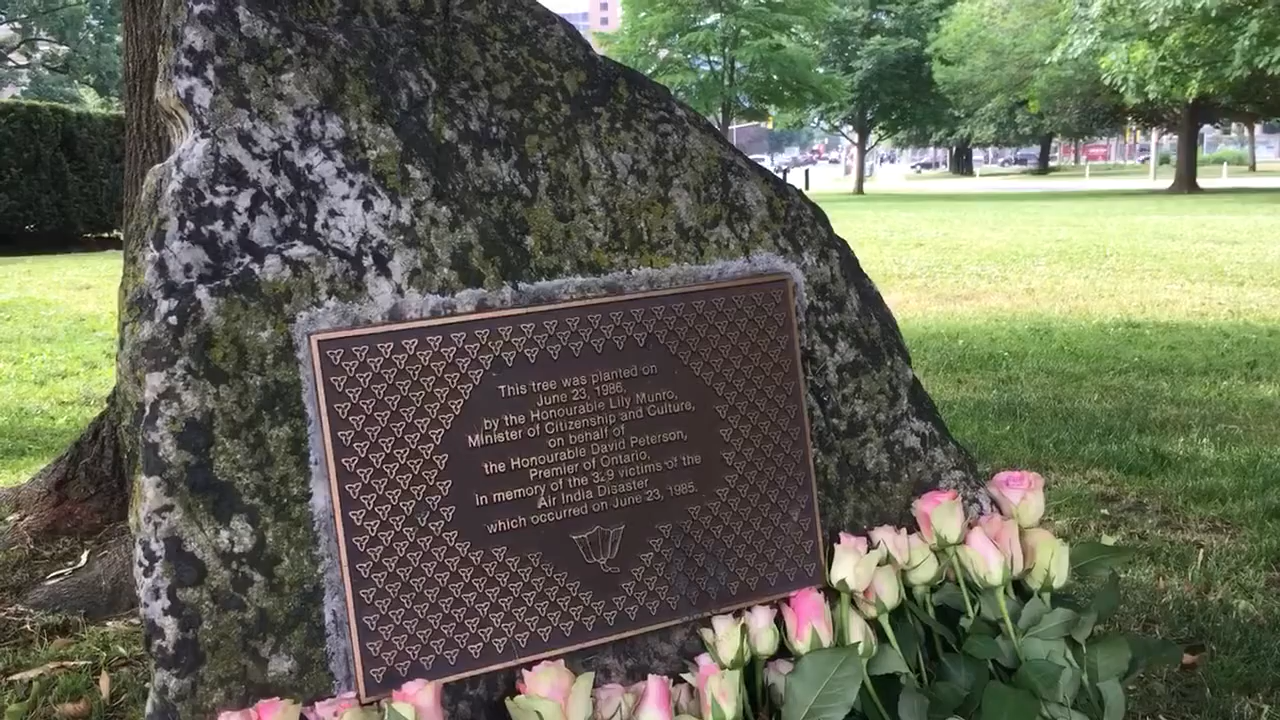 This tree was planted on
June 23, 1986,
by the Honourable Lily Munro,
Minister of Citizenship and Culture,
on behalf of
the Honourable David Peterson,
Premier of Ontario,
in memory of the 329 victims of the
Air India Disaster
which occurred on June 23, 1985.